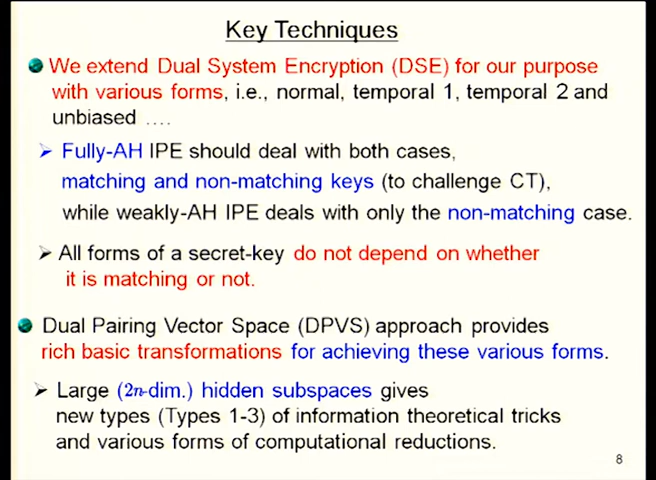 Key Techniques
We extend Dual System Encryption (DSE) for our purpose
with various forms, i.e., normal, temporal 1, temporal 2 and
unbiased ....
Fully-AH IPE should deal with both cases,
matching and non-matching keys (to challenge CT),
while weakly-AH IPE deals with only the non-matching case.
All forms of a secret-key do not depend on whether
it is matching or not.
Dual Pairing Vector Space (DPVS) approach provides
rich basic transformations for achieving these various forms.
Large (2n-dim.) hidden subspaces gives
new types (Types 1-3) of information theoretical tricks
and various forms of computational reductions.
8